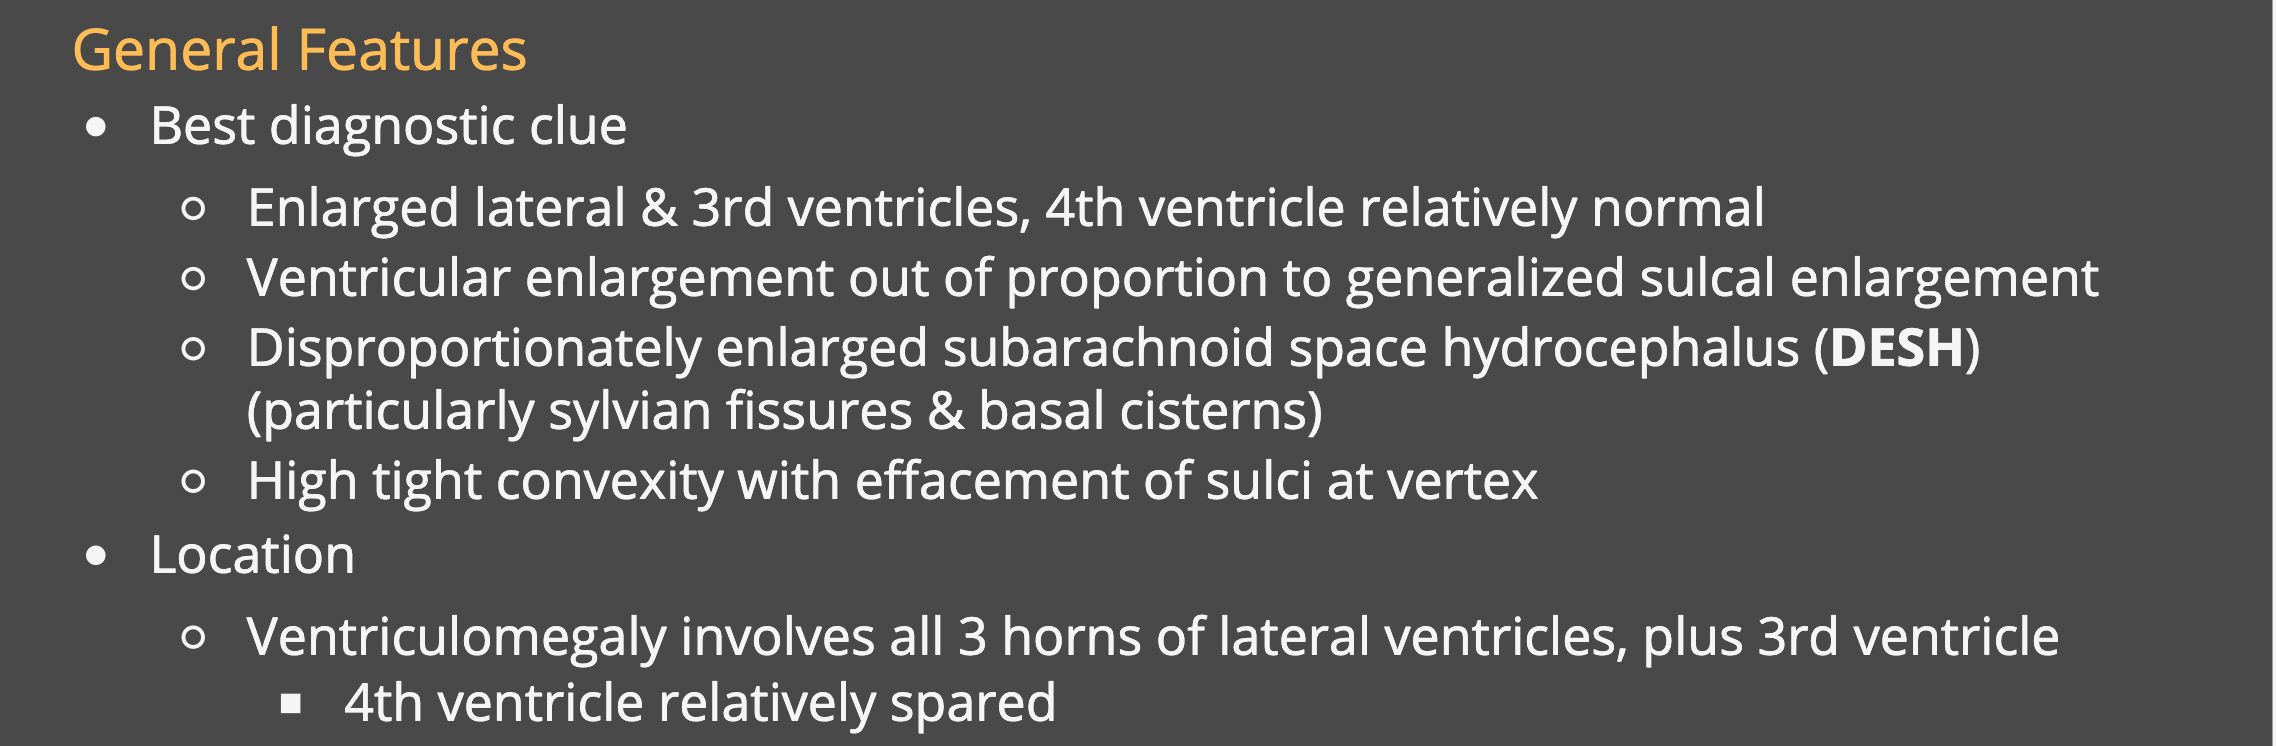 General Features
• Best diagnostic clue
○ Enlarged lateral & 3rd ventricles, 4th ventricle relatively normal
○ Ventricular enlargement out of proportion to generalized sulcal enlargement
○ Disproportionately enlarged subarachnoid space hydrocephalus (DESH)
(particularly sylvian fissures & basal cisterns)
○ High tight convexity with effacement of sulci at vertex
• Location
○ Ventriculomegaly involves all 3 horns of lateral ventricles, plus 3rd ventricle
▪ 4th ventricle relatively spared